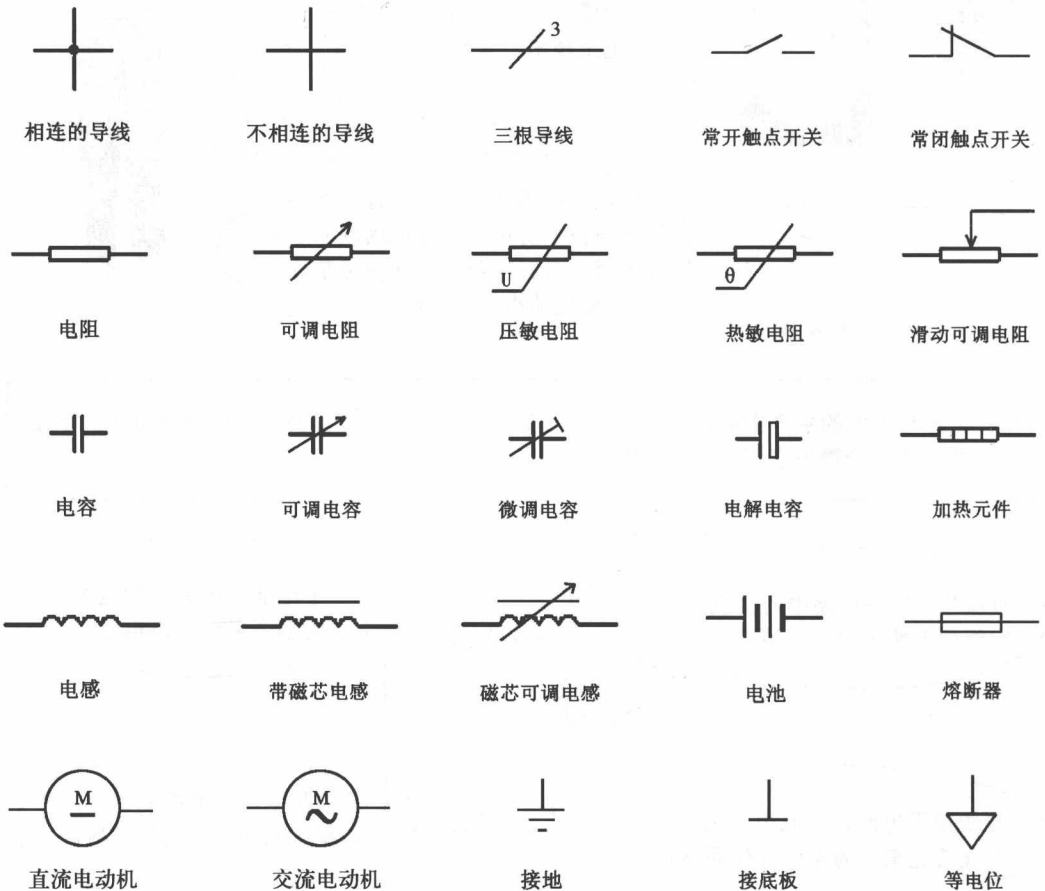 3
相连的导线 不相连的导线 三根导线 常开触点开关 常闭触点开关
U θ
电阻 可调电阻 压敏电阻 热敏电阻 滑动可调电阻
电容 可调电容 微调电容 电解电容 加热元件
电感 带磁芯电感 磁芯可调电感 电池 熔断器
M M
直流电动机 交流电动机 接地 接底板 等电位